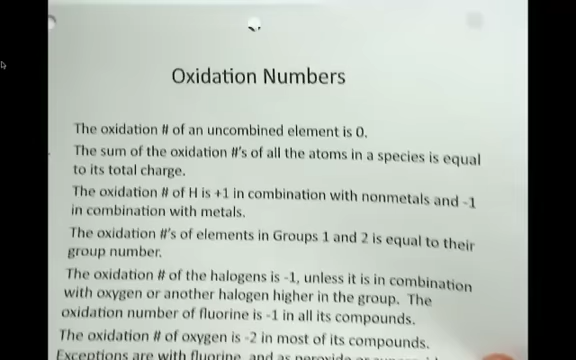 Oxidation Numbers
The oxidation # of an uncombined element is 0.
The sum of the oxidation #'s of all the atoms in a species is equal
to its total charge.
The oxidation # of H is +1 in combination with nonmetals and -1
in combination with metals.
The oxidation #'s of elements in Groups 1 and 2 is equal to their
group number.
The oxidation # of the halogens is -1, unless it is in combination
with oxygen or another halogen higher in the group. The
oxidation number of fluorine is -1 in all its compounds.
The oxidation # of oxygen is -2 in most of its compounds.
Exceptions are with fluorine, and as peroxide or